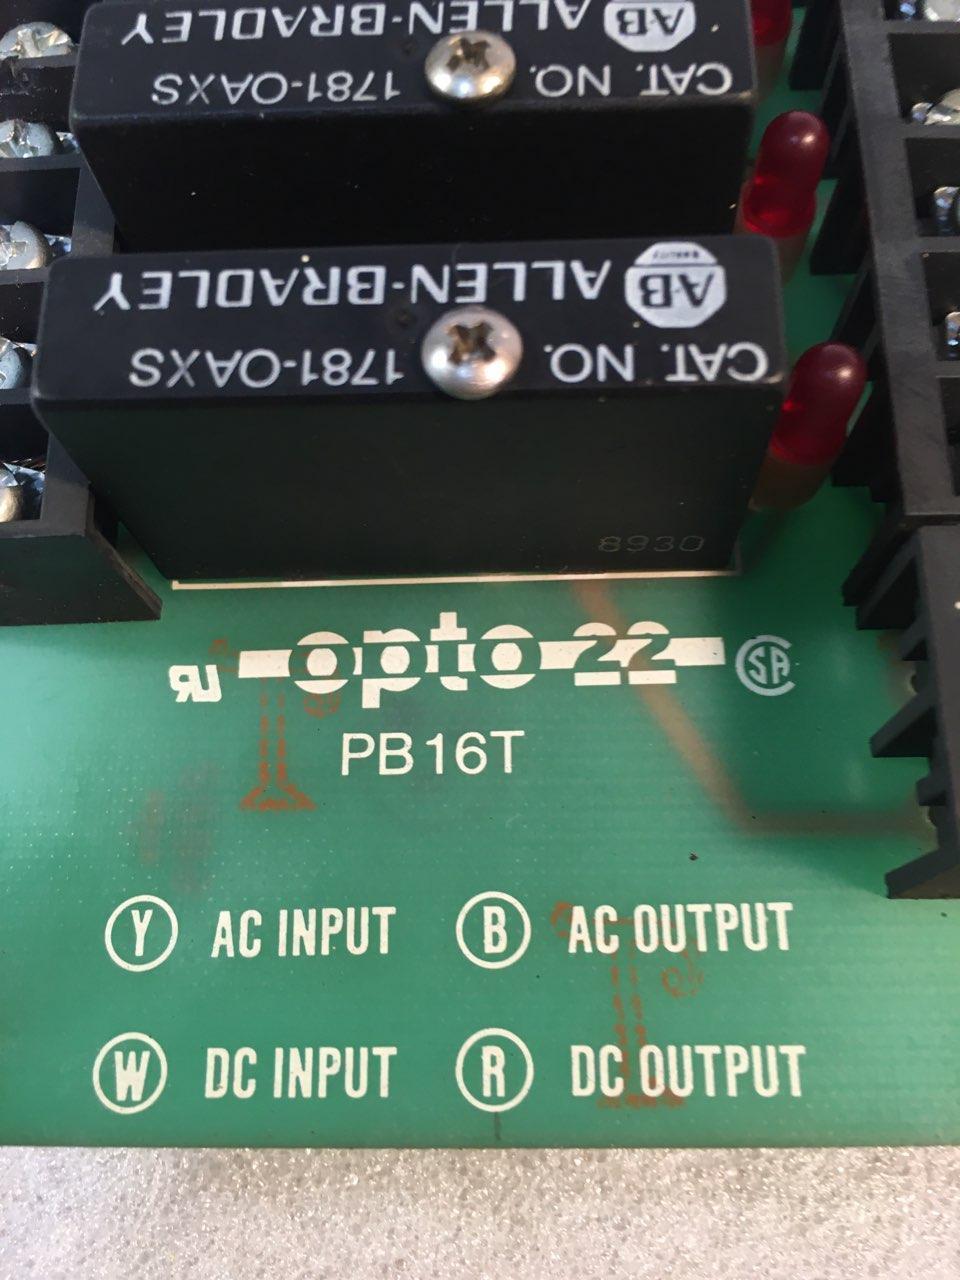 A-B ALLEN-BRADLEY
CAT. NO. 1781-OAXS
A-B QUALITY ALLEN-BRADLEY
CAT. NO. 1781-OAXS
8930
opto 22
PB16T
Y AC INPUT B AC OUTPUT
W DC INPUT R DC OUTPUT